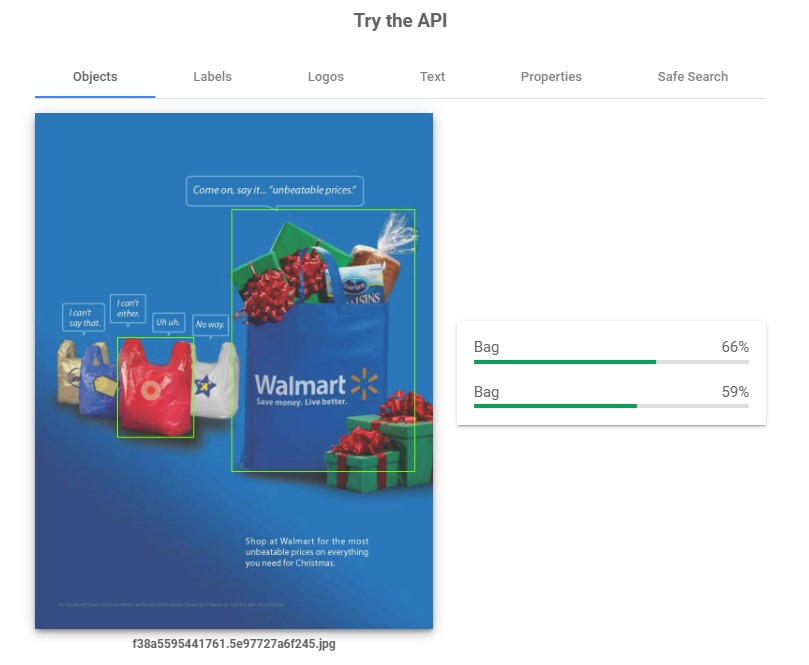 Try the API
Objects Labels Logos Text Properties Safe Search
Come on, say it... "unbeatable prices."
I can't
say that.
I can't
either.
Uh uh.
No way.
SINS
Walmart
Save money. Live better.
Shop at Walmart for the most
unbeatable prices on everything
you need for Christmas.
Bag 66%
Bag 59%
f38a5595441761.5e97727a6f245.jpg